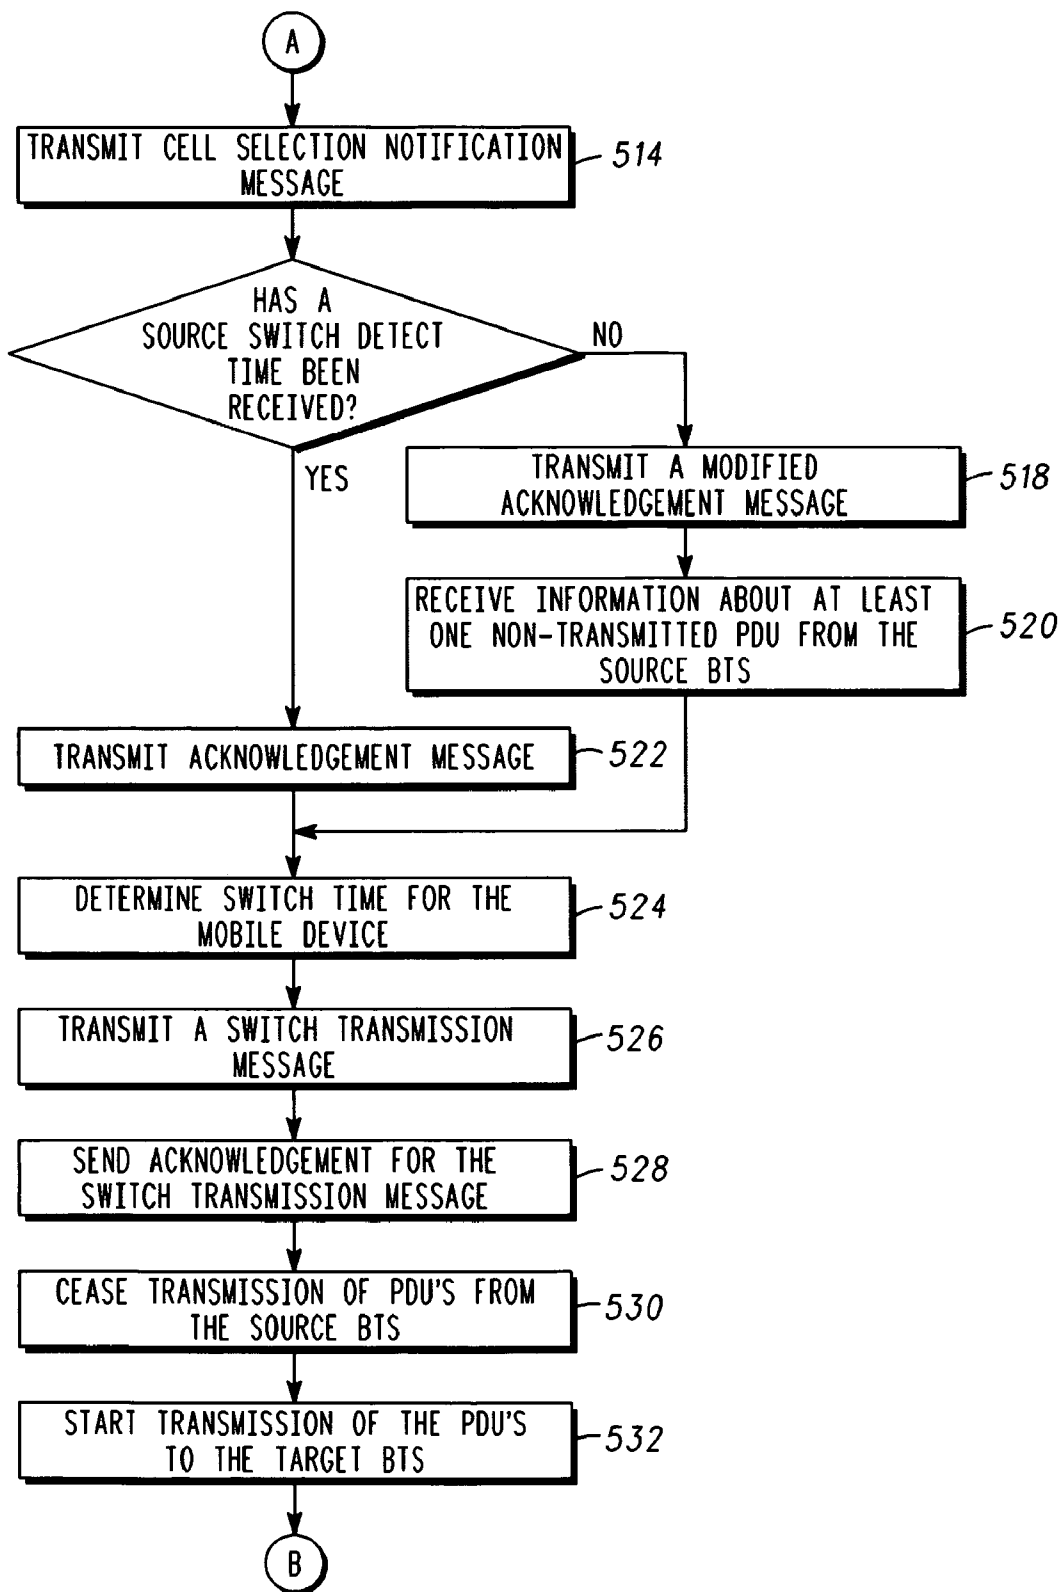 A
TRANSMIT CELL SELECTION NOTIFICATION
MESSAGE
514
HAS A
SOURCE SWITCH DETECT
TIME BEEN
RECEIVED?
NO
YES
TRANSMIT A MODIFIED
ACKNOWLEDGEMENT MESSAGE
518
RECEIVE INFORMATION ABOUT AT LEAST
ONE NON-TRANSMITTED PDU FROM THE
SOURCE BTS
520
TRANSMIT ACKNOWLEDGEMENT MESSAGE
522
DETERMINE SWITCH TIME FOR THE
MOBILE DEVICE
524
TRANSMIT A SWITCH TRANSMISSION
MESSAGE
526
SEND ACKNOWLEDGEMENT FOR THE
SWITCH TRANSMISSION MESSAGE
528
CEASE TRANSMISSION OF PDU'S FROM
THE SOURCE BTS
530
START TRANSMISSION OF THE PDU'S
TO THE TARGET BTS
532
B